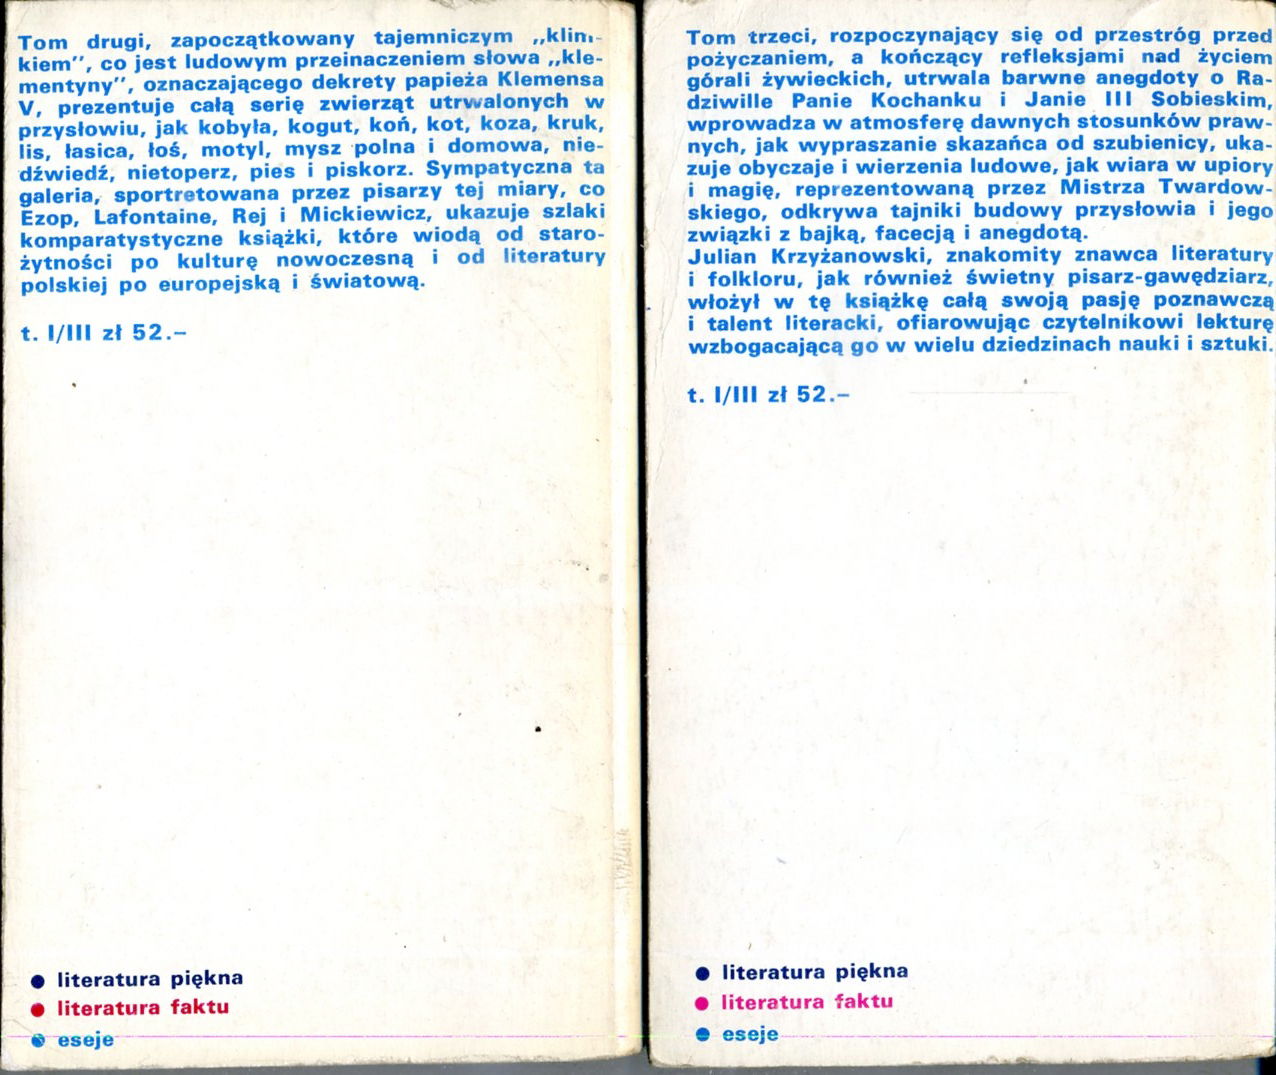 Tom drugi, zapoczątkowany tajemniczym „klim-
kiem”, co jest ludowym przeinaczeniem słowa „kle-
mentyny”, oznaczającego dekrety papieża Klemensa
V, prezentuje całą serię zwierząt utrwalonych w
przysłowiu, jak kobyła, kogut, koń, kot, koza, kruk,
lis, łasica, łoś, motyl, mysz polna i domowa, nie-
dźwiedź, nietoperz, pies i piskorz. Sympatyczna ta
galeria, sportretowana przez pisarzy tej miary, co
Ezop, Lafontaine, Rej i Mickiewicz, ukazuje szlaki
komparatystyczne książki, które wiodą od staro-
żytności po kulturę nowoczesną i od literatury
polskiej po europejską i światową.
t. I/III zł 52.–
● literatura piękna
● literatura faktu
● eseje
Tom trzeci, rozpoczynający się od przestróg przed
pożyczaniem, a kończący refleksjami nad życiem
górali żywieckich, utrwala barwne anegdoty o Ra-
dziwille Panie Kochanku i Janie III Sobieskim,
wprowadza w atmosferę dawnych stosunków praw-
nych, jak wypraszanie skazańca od szubienicy, uka-
zuje obyczaje i wierzenia ludowe, jak wiara w upiory
i magię, reprezentowaną przez Mistrza Twardow-
skiego, odkrywa tajniki budowy przysłowia i jego
związki z bajką, facecją i anegdotą.
Julian Krzyżanowski, znakomity znawca literatury
i folkloru, jak również świetny pisarz-gawędziarz,
włożył w tę książkę całą swoją pasję poznawczą
i talent literacki, ofiarowując czytelnikowi lekturę
wzbogacającą go w wielu dziedzinach nauki i sztuki.
t. I/III zł 52.–
● literatura piękna
● literatura faktu
● eseje